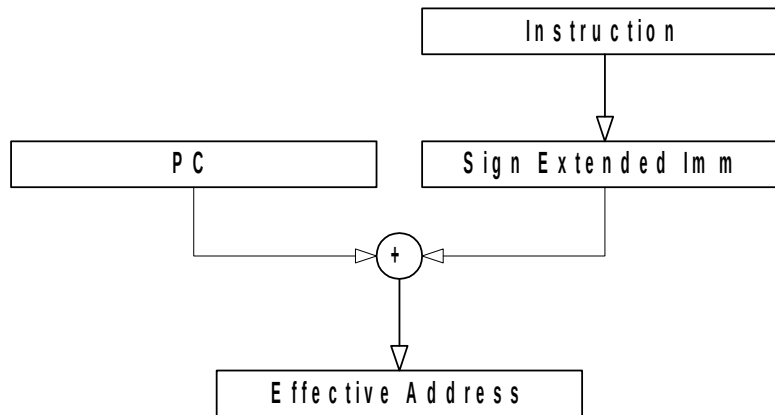 Instruction
PC
Sign Extended Imm
+
Effective Address